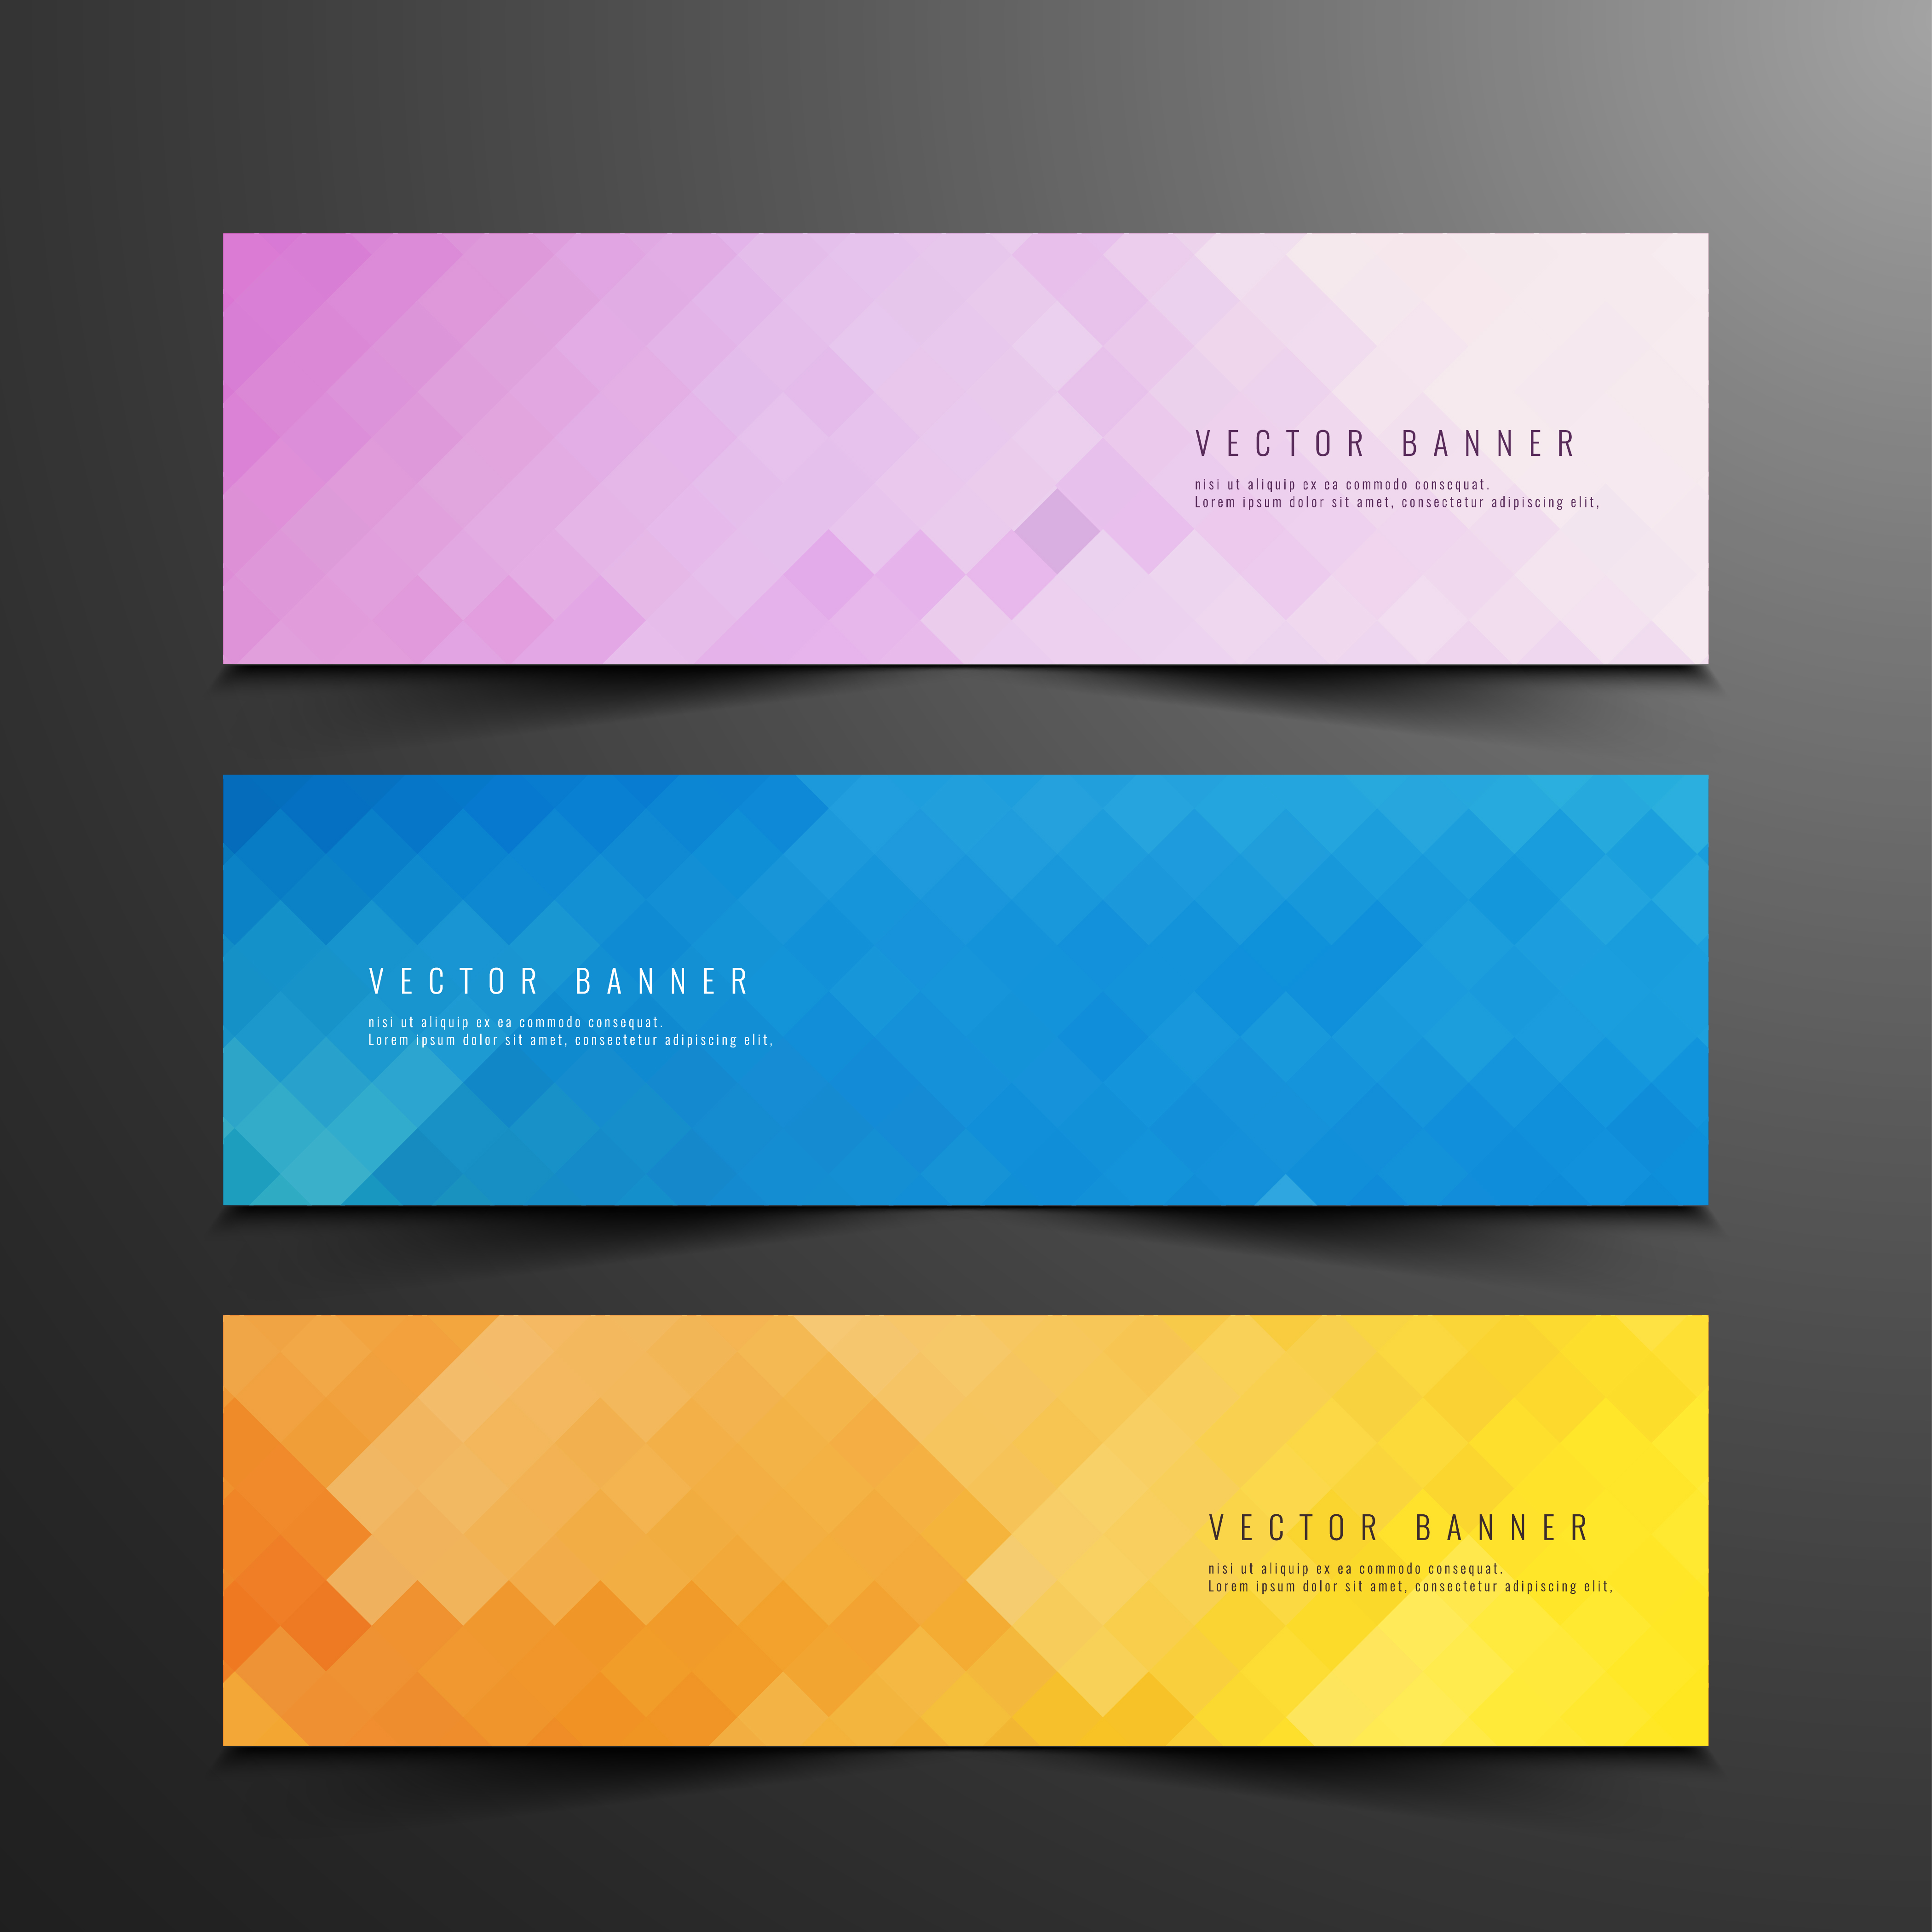 VECTOR BANNER
nisi ut aliquip ex ea commodo consequat.
Lorem ipsum dolor sit amet, consectetur adipiscing elit,
VECTOR BANNER
nisi ut aliquip ex ea commodo consequat.
Lorem ipsum dolor sit amet, consectetur adipiscing elit,
VECTOR BANNER
nisi ut aliquip ex ea commodo consequat.
Lorem ipsum dolor sit amet, consectetur adipiscing elit,